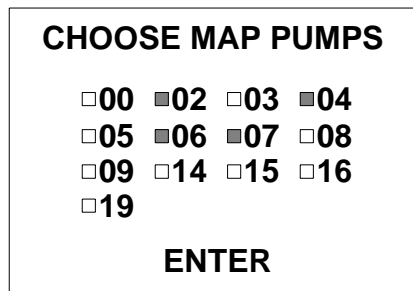 CHOOSE MAP PUMPS
□00 ■02 □03 ■04
□05 ■06 ■07 □08
□09 □14 □15 □16
□19
ENTER